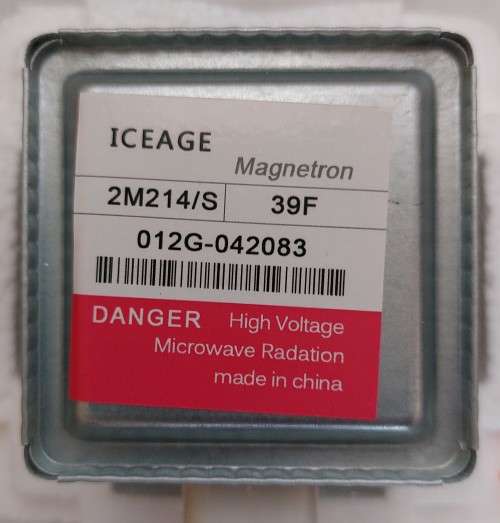 ICEAGE
Magnetron
2M214/S 39F
012G-042083
DANGER High Voltage
Microwave Radation
made in china